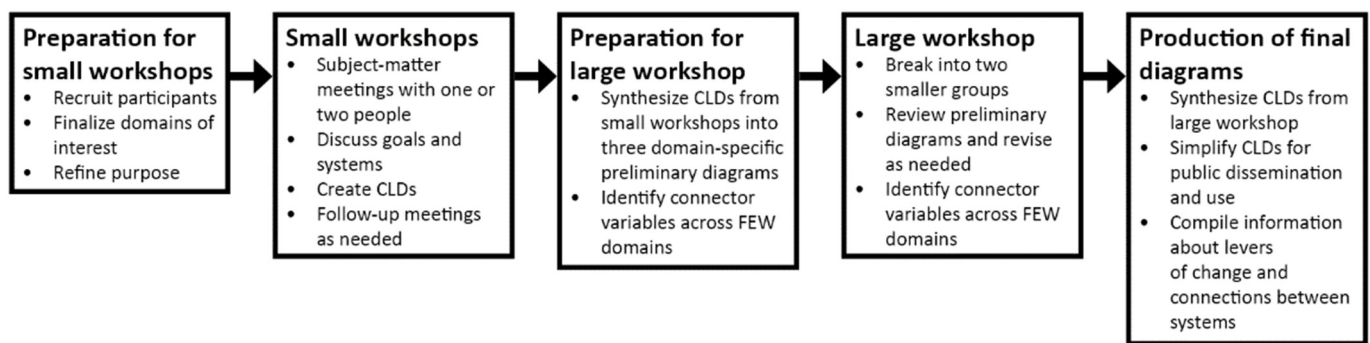 Preparation for
small workshops
• Recruit participants
• Finalize domains of
interest
• Refine purpose
Small workshops
• Subject-matter
meetings with one or
two people
• Discuss goals and
systems
• Create CLDs
• Follow-up meetings
as needed
Preparation for
large workshop
• Synthesize CLDs from
small workshops into
three domain-specific
preliminary diagrams
• Identify connector
variables across FEW
domains
Large workshop
• Break into two
smaller groups
• Review preliminary
diagrams and revise
as needed
• Identify connector
variables across FEW
domains
Production of final
diagrams
• Synthesize CLDs from
large workshop
• Simplify CLDs for
public dissemination
and use
• Compile information
about levers
of change and
connections between
systems